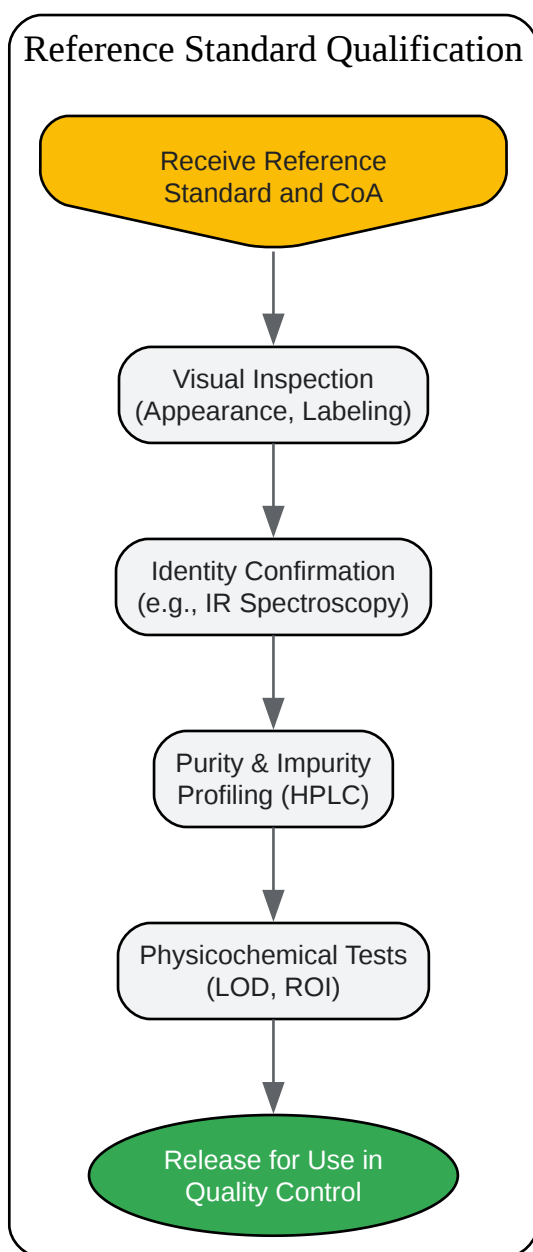 Reference Standard Qualification
Receive Reference
Standard and CoA
Visual Inspection
(Appearance, Labeling)
Identity Confirmation
(e.g., IR Spectroscopy)
Purity & Impurity
Profiling (HPLC)
Physicochemical Tests
(LOD, ROI)
Release for Use in
Quality Control